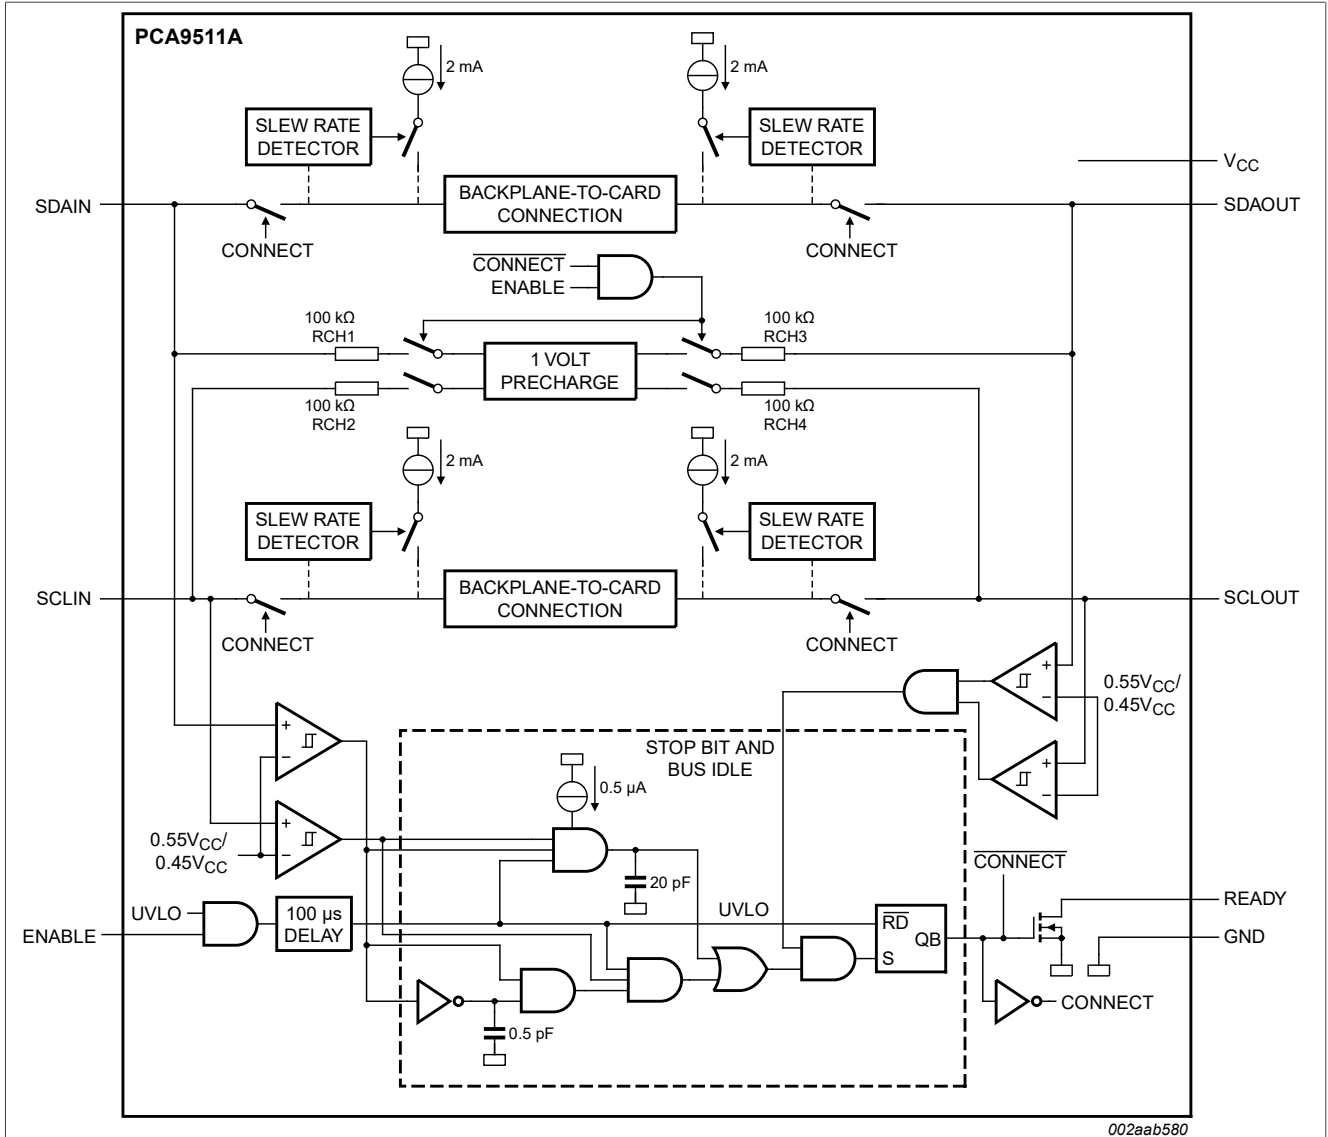 PCA9511A
2 mA
2 mA
SLEW RATE
DETECTOR
SLEW RATE
DETECTOR
VCC
BACKPLANE-TO-CARD
CONNECTION
SDAIN
SDAOUT
CONNECT
CONNECT
CONNECT
ENABLE
100 kΩ
RCH1
100 kΩ
RCH3
1 VOLT
PRECHARGE
100 kΩ
RCH2
100 kΩ
RCH4
2 mA
2 mA
SLEW RATE
DETECTOR
SLEW RATE
DETECTOR
BACKPLANE-TO-CARD
CONNECTION
SCLIN
SCLOUT
CONNECT
CONNECT
+
−
0.55VCC/
0.45VCC
+
−
STOP BIT AND
BUS IDLE
+
−
0.5 µA
+
−
0.55VCC/
0.45VCC
CONNECT
20 pF
UVLO
100 µs
DELAY
UVLO
READY
ENABLE
RD
QB
S
GND
CONNECT
0.5 pF
002aab580